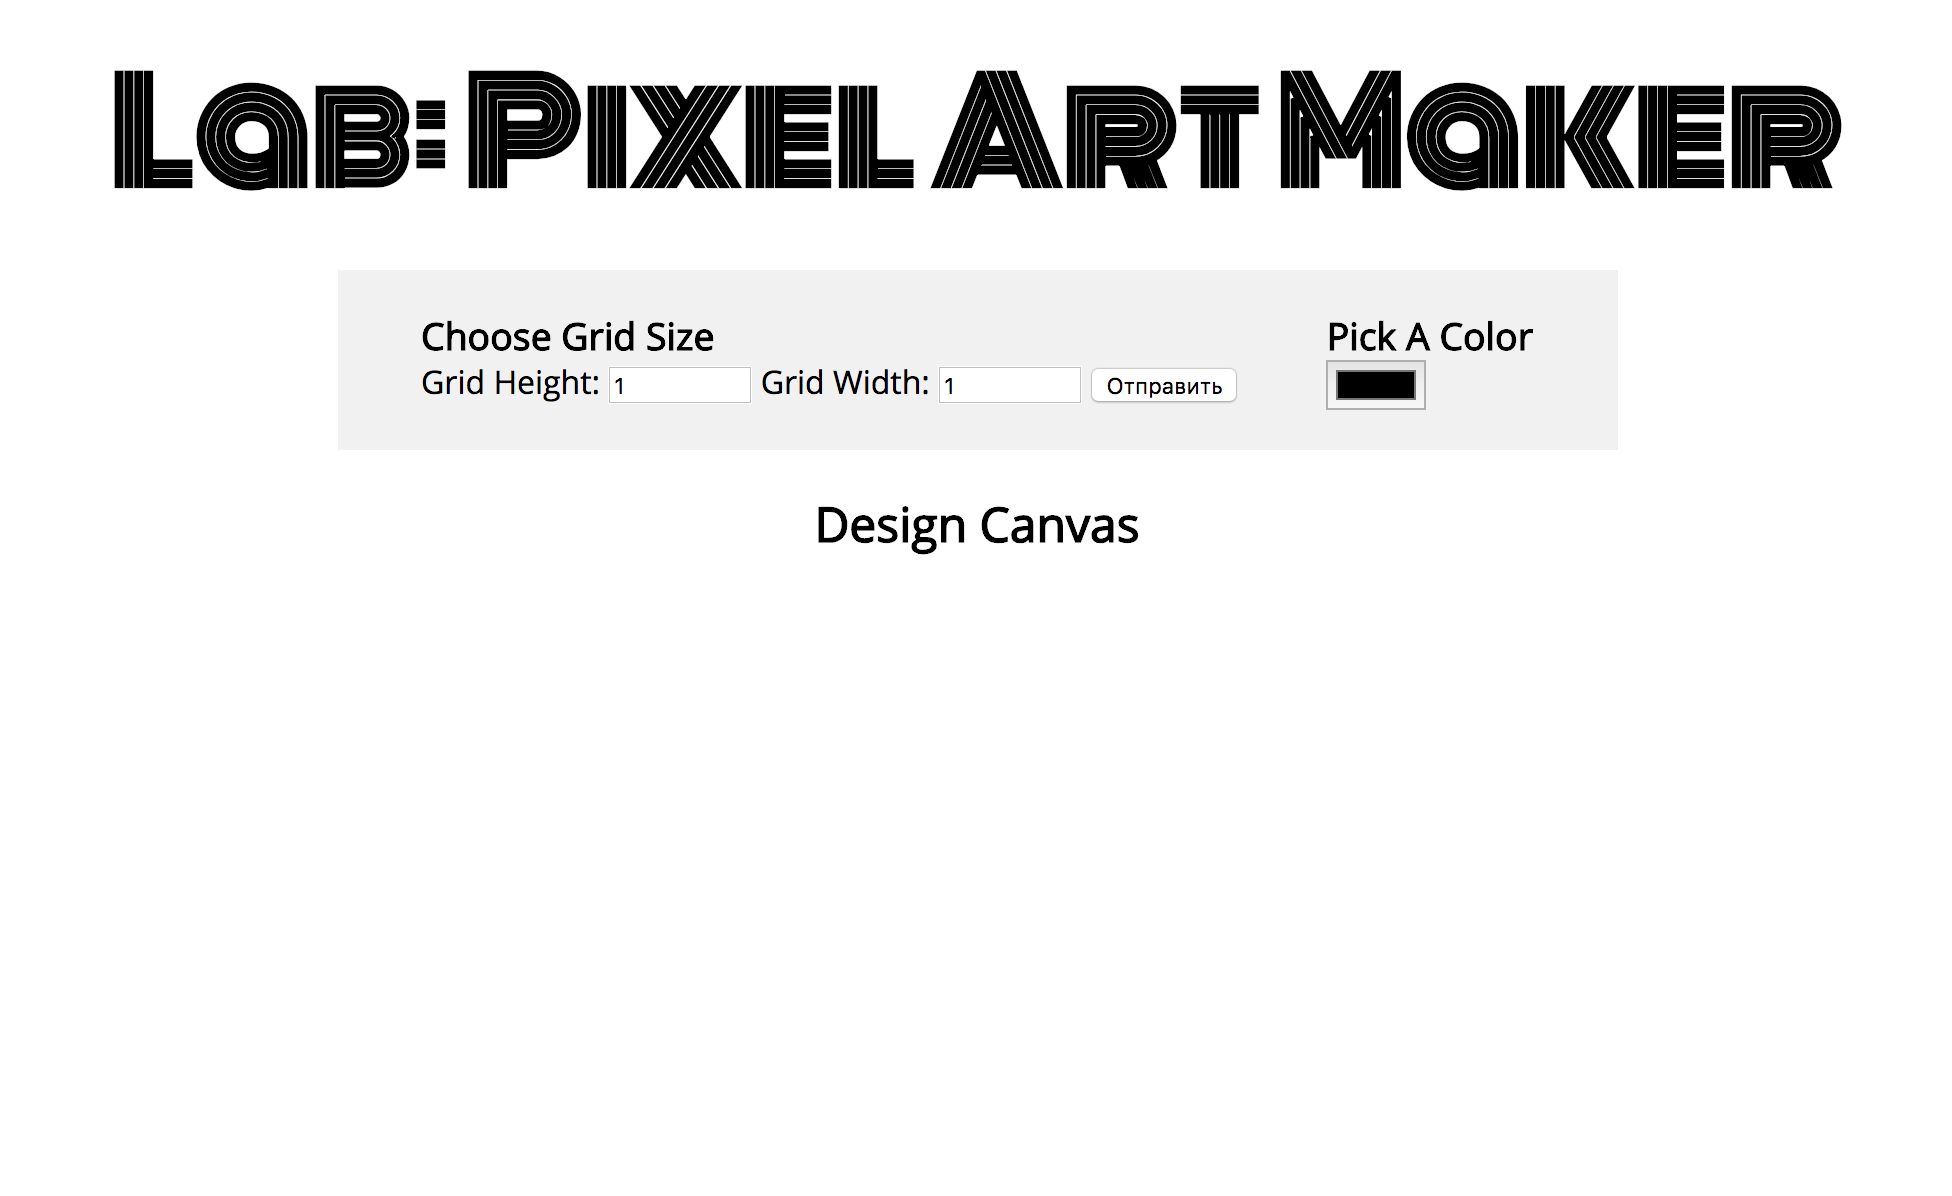 Lab: Pixel Art Maker
Choose Grid Size
Grid Height: 1 Grid Width: 1 Отправить
Pick A Color
Design Canvas